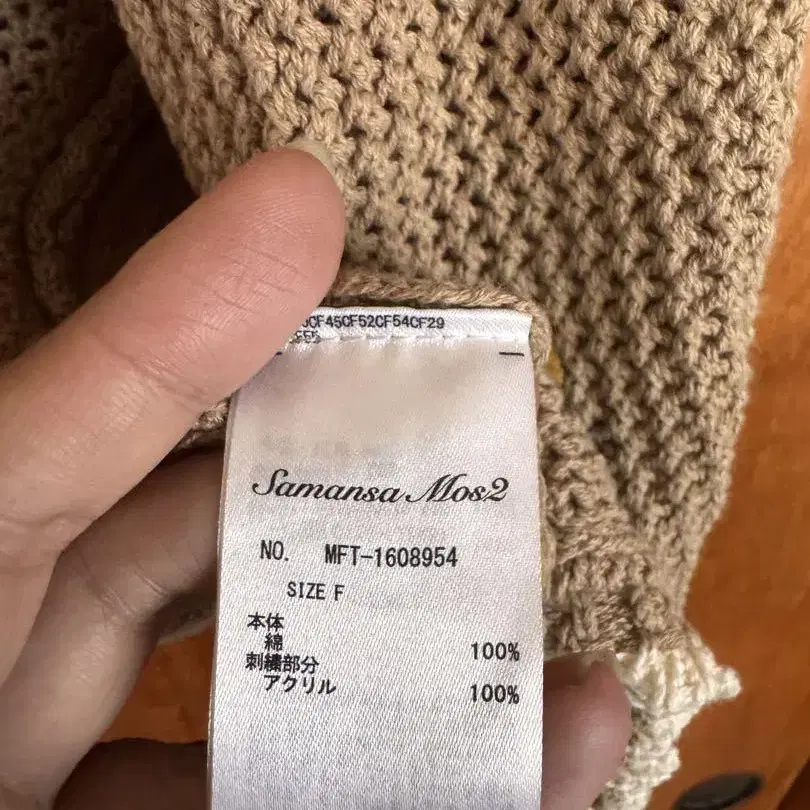 CF45CF52CF54CF29
Samansa Mos2
NO. MFT-1608954
SIZE F
本体
綿 100%
刺繍部分
アクリル 100%